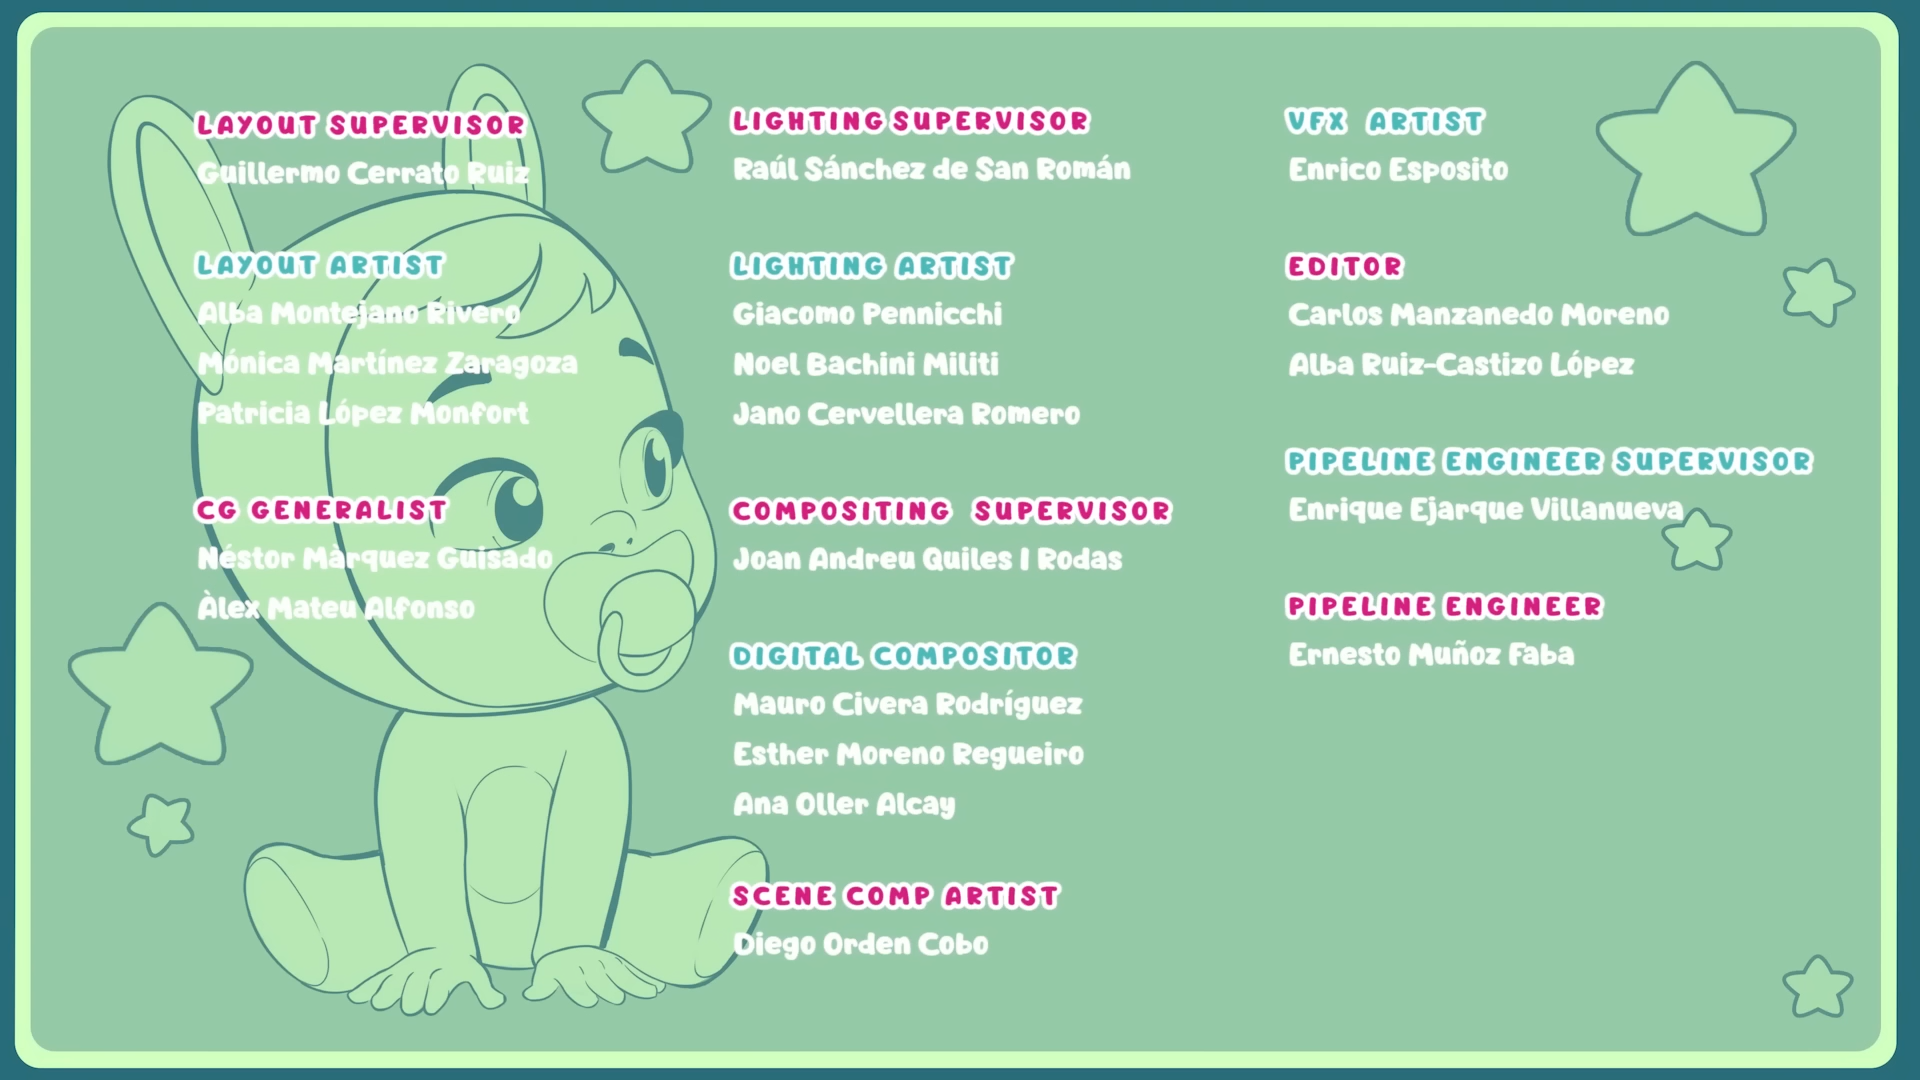 LAYOUT SUPERVISOR
Guillermo Cerrato Ruiz
LAYOUT ARTIST
Alba Montejano Rivero
Mónica Martínez Zaragoza
Patricia López Monfort
CG GENERALIST
Néstor Màrquez Guisado
Àlex Mateu Alfonso
LIGHTING SUPERVISOR
Raúl Sánchez de San Román
LIGHTING ARTIST
Giacomo Pennicchi
Noel Bachini Militi
Jano Cervellera Romero
COMPOSITING SUPERVISOR
Joan Andreu Quiles I Rodas
DIGITAL COMPOSITOR
Mauro Civera Rodríguez
Esther Moreno Regueiro
Ana Oller Alcay
SCENE COMP ARTIST
Diego Orden Cobo
VFX ARTIST
Enrico Esposito
EDITOR
Carlos Manzanedo Moreno
Alba Ruiz-Castizo López
PIPELINE ENGINEER SUPERVISOR
Enrique Ejarque Villanueva
PIPELINE ENGINEER
Ernesto Muñoz Faba